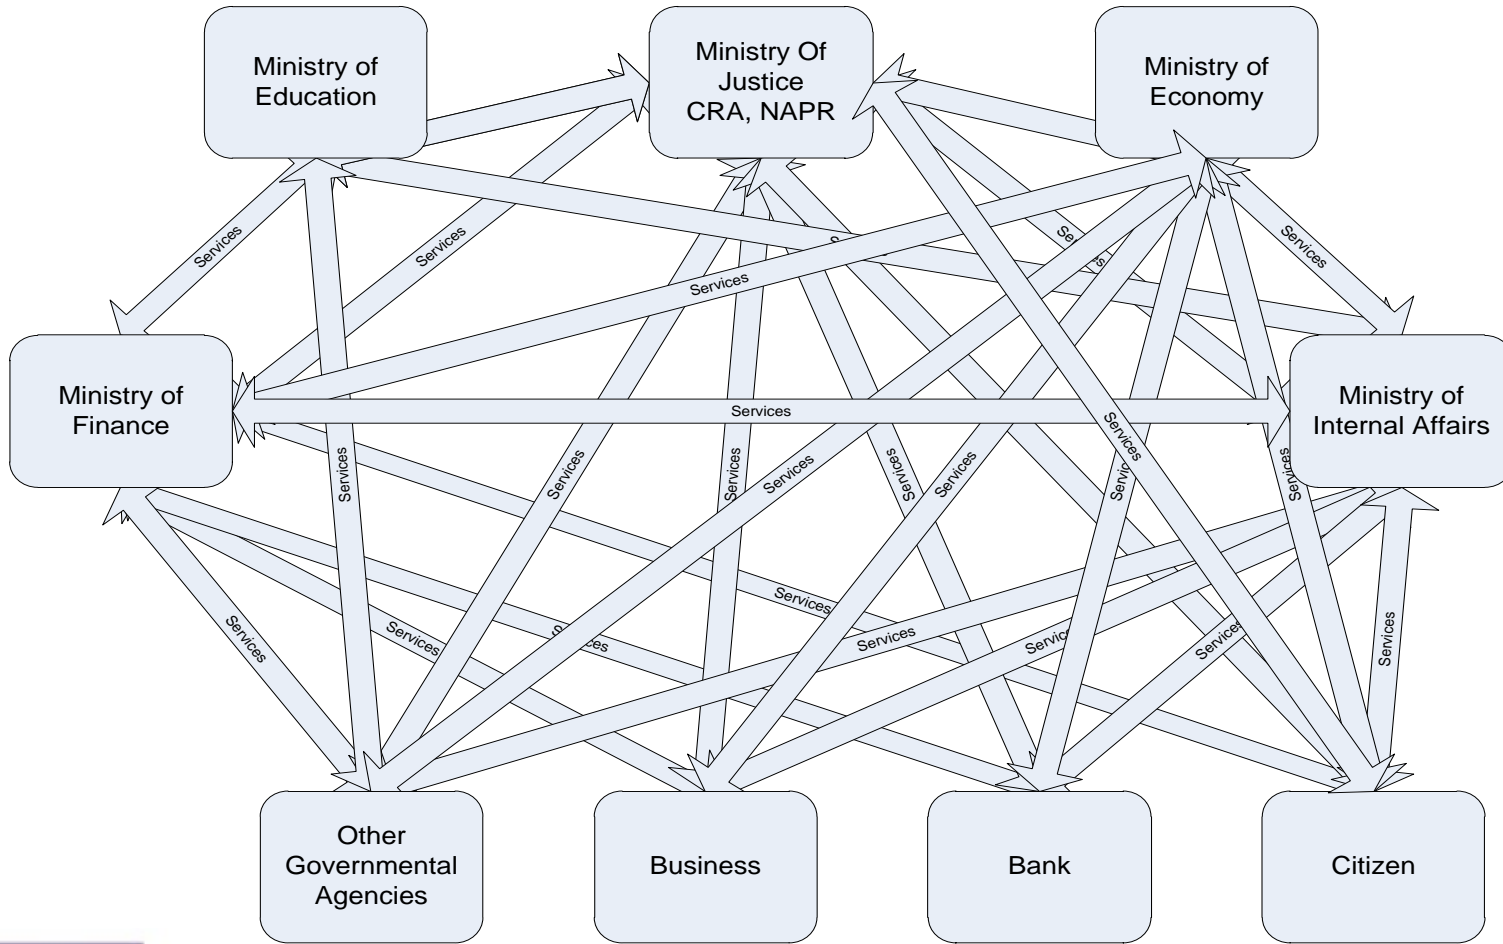 Ministry of
Education
Ministry Of
Justice
CRA, NAPR
Ministry of
Economy
Services
Services
Services
Services
Ministry of
Finance
Services
Ministry of
Internal Affairs
Services
Services
Services
Services
Services
Services
Services
Services
Services
Services
Services
Services
Services
Services
Other
Governmental
Agencies
Business
Bank
Citizen